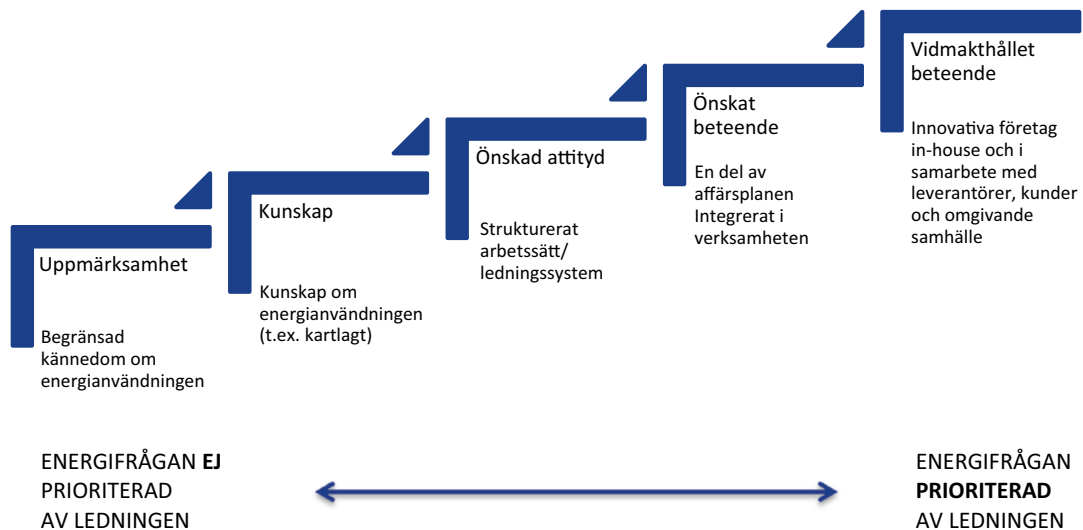 Uppmärksamhet
Begränsad
kännedom om
energianvändningen
Kunskap
Kunskap om
energianvändningen
(t.ex. kartlagt)
Önskad attityd
Strukturerat
arbetssätt/
ledningssystem
Önskat
beteende
En del av
affärsplanen
Integrerat i
verksamheten
Vidmakthållet
beteende
Innovativa företag
in-house och i
samarbete med
leverantörer, kunder
och omgivande
samhälle
ENERGIFRÅGAN EJ
PRIORITERAD
AV LEDNINGEN
ENERGIFRÅGAN
PRIORITERAD
AV LEDNINGEN